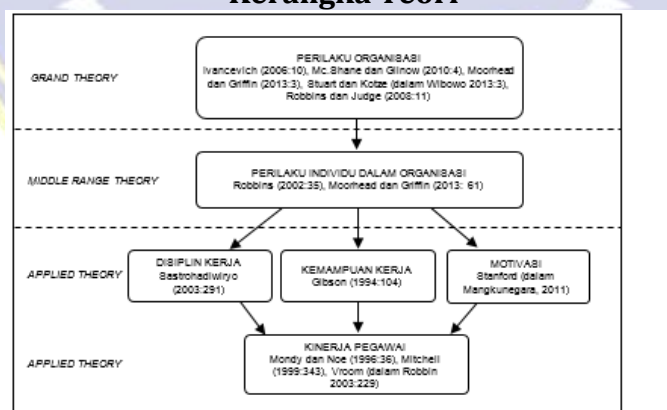 Kerangka Teori
GRAND THEORY
PERILAKU ORGANISASI
Ivancevich (2006:10), Mc.Shane dan Glinow (2010:4), Moorhead
dan Griffin (2013:3), Stuart dan Kotze (dalam Wibowo 2013:3),
Robbins dan Judge (2008:11)
MIDDLE RANGE THEORY
PERILAKU INDIVIDU DALAM ORGANISASI
Robbins (2002:35), Moorhead dan Griffin (2013: 61)
APPLIED THEORY
DISIPLIN KERJA
Sastrohadiwiryo
(2003:291)
KEMAMPUAN KERJA
Gibson (1994:104)
MOTIVASI
Stanford (dalam
Mangkunegara, 2011)
APPLIED THEORY
KINERJA PEGAWAI
Mondy dan Noe (1996:36), Mitchell
(1999:343), Vroom (dalam Robbin
2003:229)